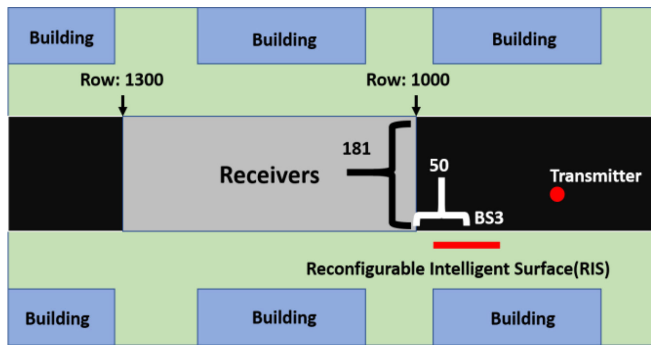 Building
Building
Building
Row: 1300
Row: 1000
181
50
Receivers
Transmitter
BS3
Reconfigurable Intelligent Surface(RIS)
Building
Building
Building